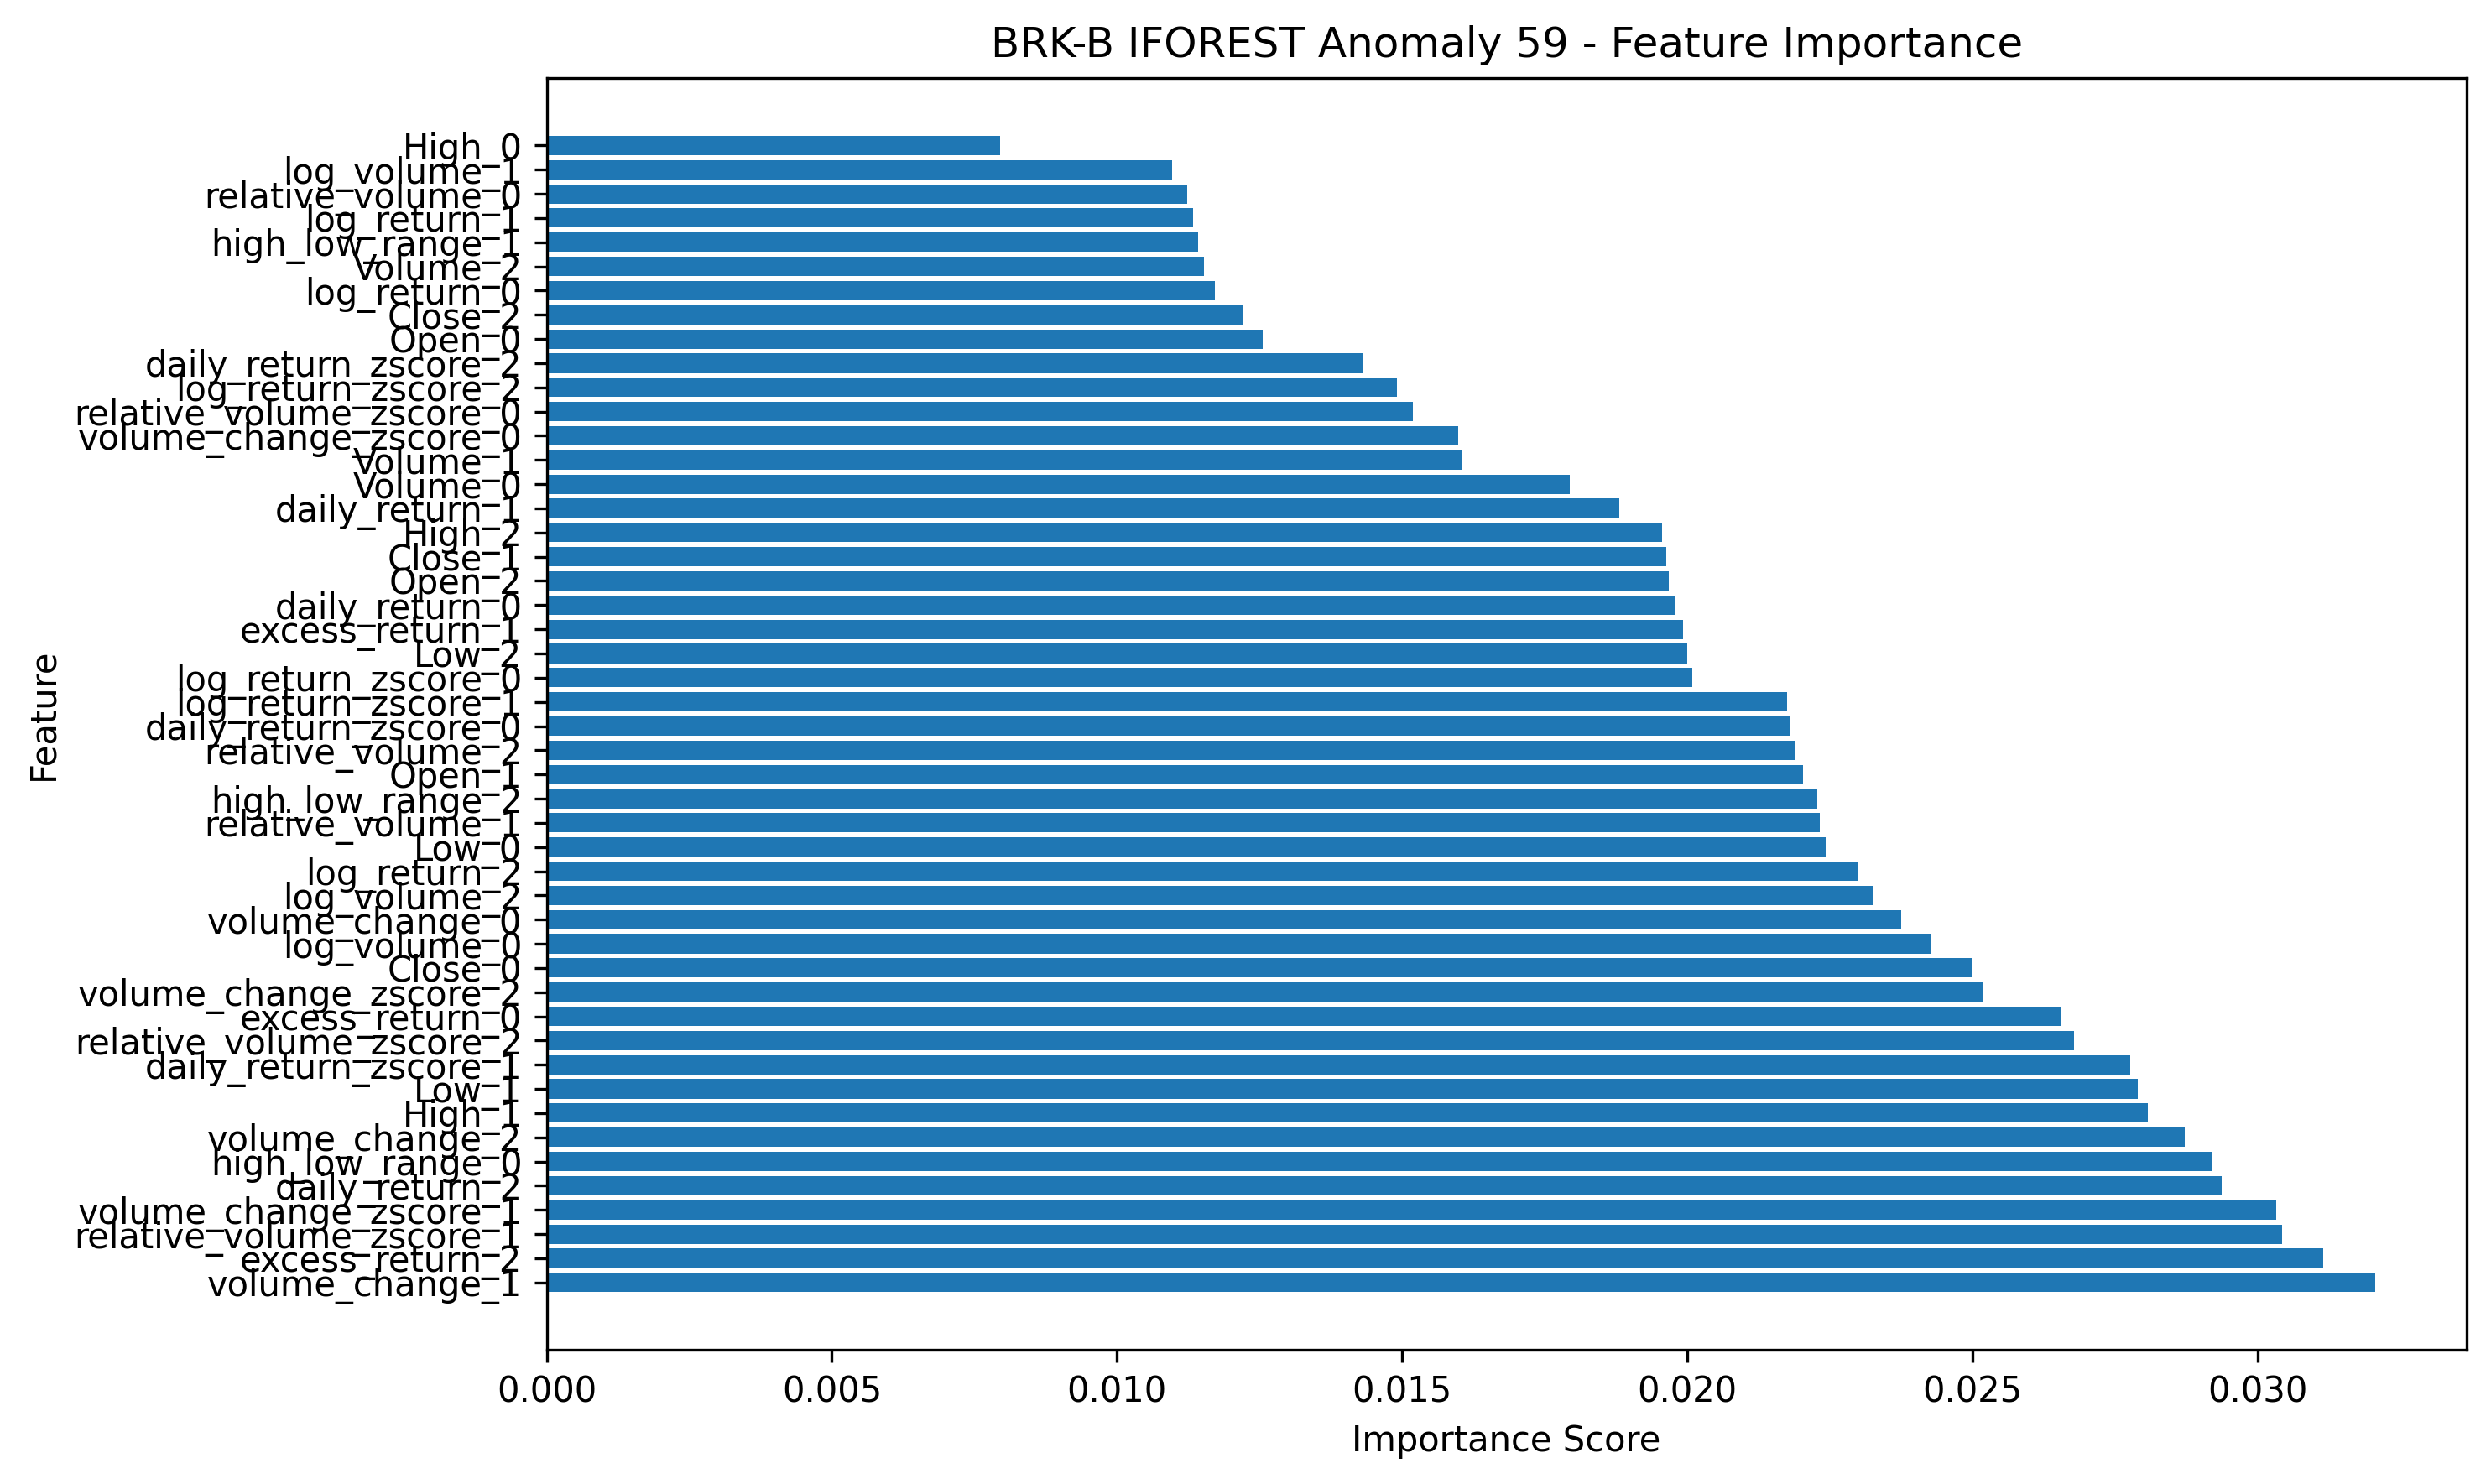 BRK-B IFOREST Anomaly 59 - Feature Importance
High_0
log_volume_1
relative_volume_0
log_return_1
high_low_range_1
Volume_2
log_return_0
Close_2
Open_0
daily_return_zscore_2
log_return_zscore_2
relative_volume_zscore_0
volume_change_zscore_0
Volume_1
Volume_0
daily_return_1
High_2
Close_1
Open_2
daily_return_0
excess_return_1
Low_2
log_return_zscore_0
log_return_zscore_1
daily_return_zscore_0
relative_volume_2
Open_1
high_low_range_2
relative_volume_1
Low_0
log_return_2
log_volume_2
volume_change_0
log_volume_0
Close_0
volume_change_zscore_2
excess_return_0
relative_volume_zscore_2
daily_return_zscore_1
Low_1
High_1
volume_change_2
high_low_range_0
daily_return_2
volume_change_zscore_1
relative_volume_zscore_1
excess_return_2
volume_change_1
Feature
0.000 0.005 0.010 0.015 0.020 0.025 0.030
Importance Score